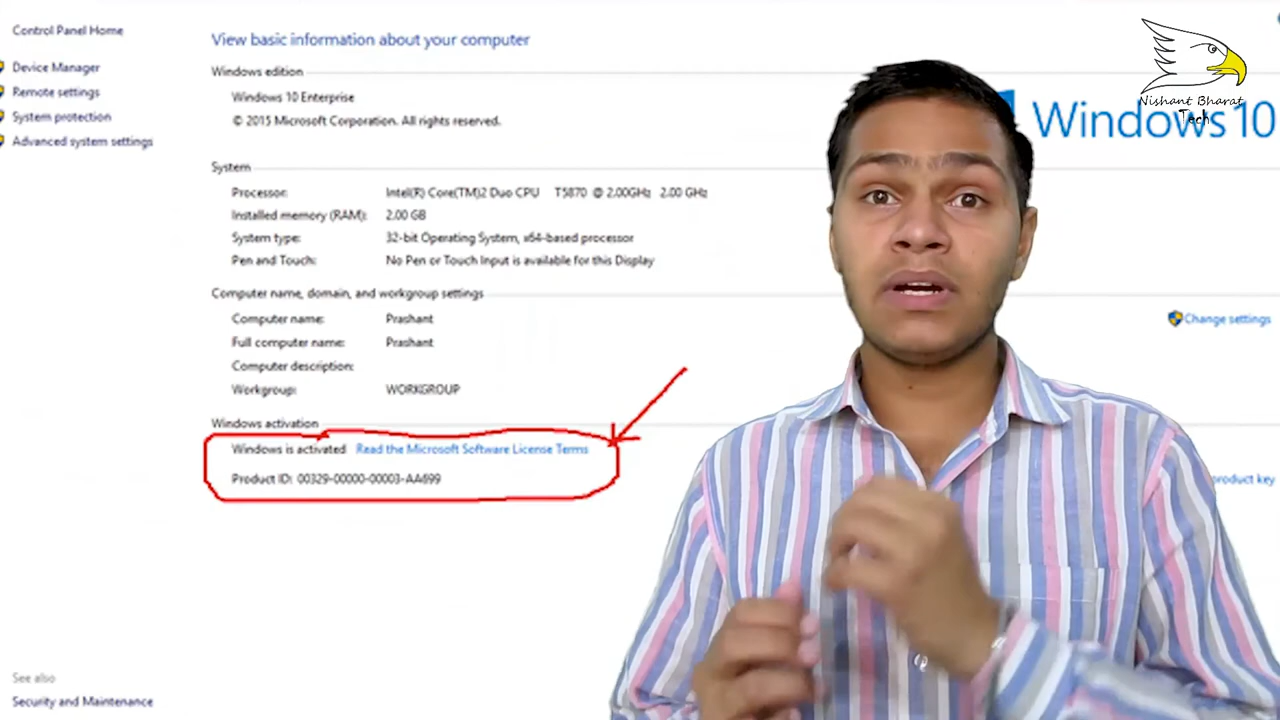 Control Panel Home
Device Manager
Remote settings
System protection
Advanced system settings
View basic information about your computer
Windows edition
Windows 10 Enterprise
© 2015 Microsoft Corporation. All rights reserved.
Windows 10
Nishant Bharat
Tech
System
Processor: Intel(R) Core(TM)2 Duo CPU T5870 @ 2.00GHz 2.00 GHz
Installed memory (RAM): 2.00 GB
System type: 32-bit Operating System, x64-based processor
Pen and Touch: No Pen or Touch Input is available for this Display
Computer name, domain, and workgroup settings
Computer name: Prashant
Change settings
Full computer name: Prashant
Computer description:
Workgroup: WORKGROUP
Windows activation
Windows is activated Read the Microsoft Software License Terms
Product ID: 00329-00000-00003-AA699
product key
See also
Security and Maintenance